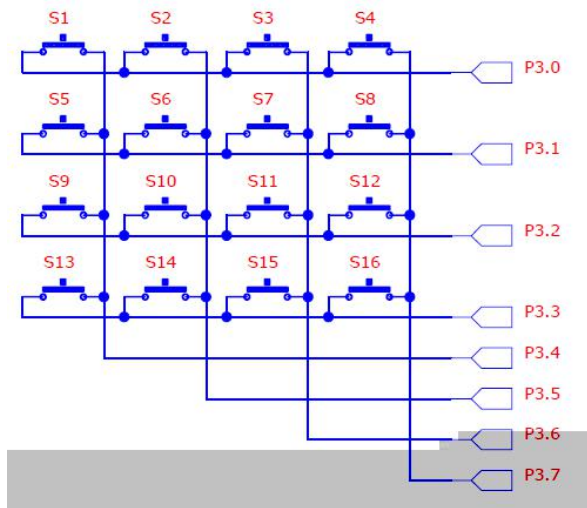 S1 S2 S3 S4
P3.0
S5 S6 S7 S8
P3.1
S9 S10 S11 S12
P3.2
S13 S14 S15 S16
P3.3
P3.4
P3.5
P3.6
P3.7